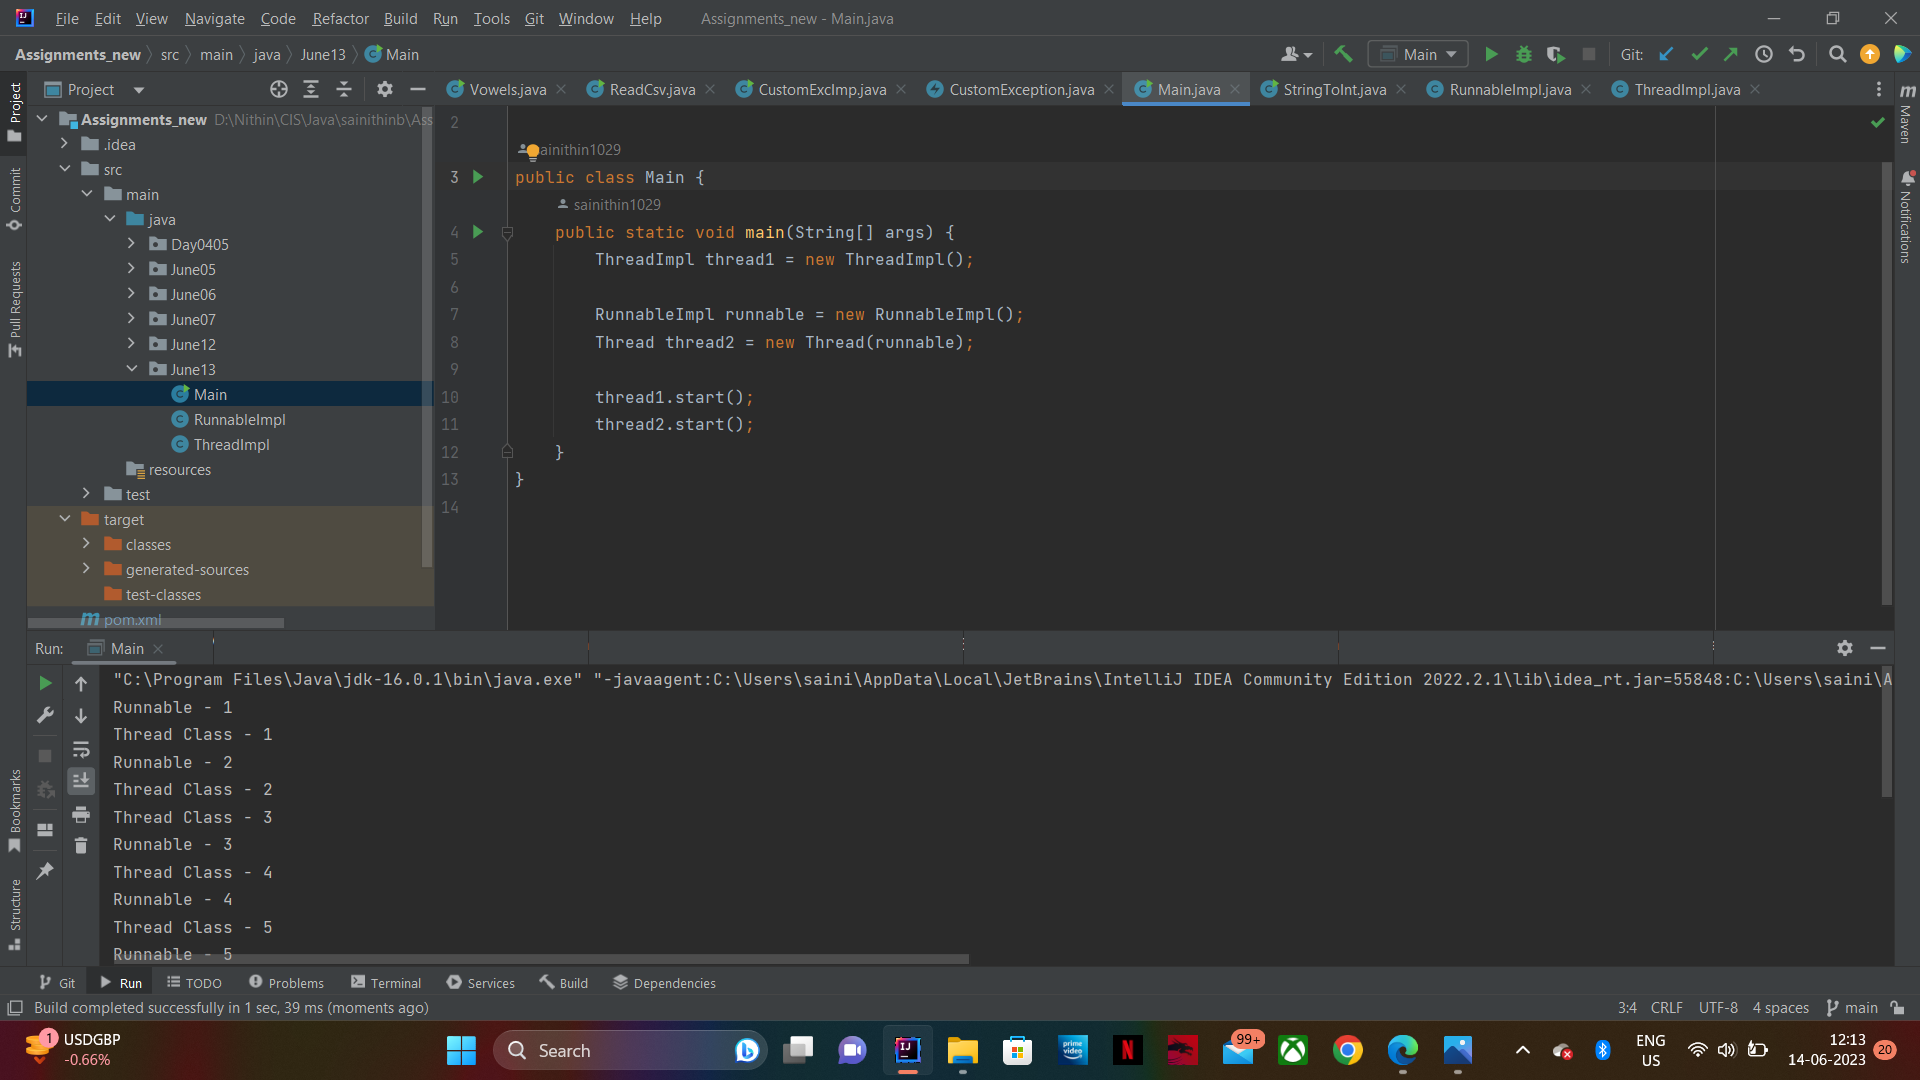 File Edit View Navigate Code Refactor Build Run Tools Git Window Help Assignments_new - Main.java
Assignments_new src main java June13 Main
Main Git:
Project
Vowels.java ReadCsv.java CustomExcImp.java CustomException.java Main.java StringToInt.java RunnableImpl.java ThreadImpl.java
Project
Commit
Pull Requests
Bookmarks
Structure
Maven
Notifications
Assignments_new D:\Nithin\CIS\Java\sainithinb\Ass
.idea
src
main
java
Day0405
June05
June06
June07
June12
June13
Main
RunnableImpl
ThreadImpl
resources
test
target
classes
generated-sources
test-classes
pom.xml
2
ainithin1029
3 public class Main {
sainithin1029
4 public static void main(String[] args) {
5 ThreadImpl thread1 = new ThreadImpl();
6
7 RunnableImpl runnable = new RunnableImpl();
8 Thread thread2 = new Thread(runnable);
9
10 thread1.start();
11 thread2.start();
12 }
13 }
14
Run: Main
"C:\Program Files\Java\jdk-16.0.1\bin\java.exe" "-javaagent:C:\Users\saini\AppData\Local\JetBrains\IntelliJ IDEA Community Edition 2022.2.1\lib\idea_rt.jar=55848:C:\Users\saini\A
Runnable - 1
Thread Class - 1
Runnable - 2
Thread Class - 2
Thread Class - 3
Runnable - 3
Thread Class - 4
Runnable - 4
Thread Class - 5
Runnable - 5
Git Run TODO Problems Terminal Services Build Dependencies
Build completed successfully in 1 sec, 39 ms (moments ago) 3:4 CRLF UTF-8 4 spaces main
1 USDGBP
-0.66%
Search
prime video
99+
ENG
US
12:13
14-06-2023
20